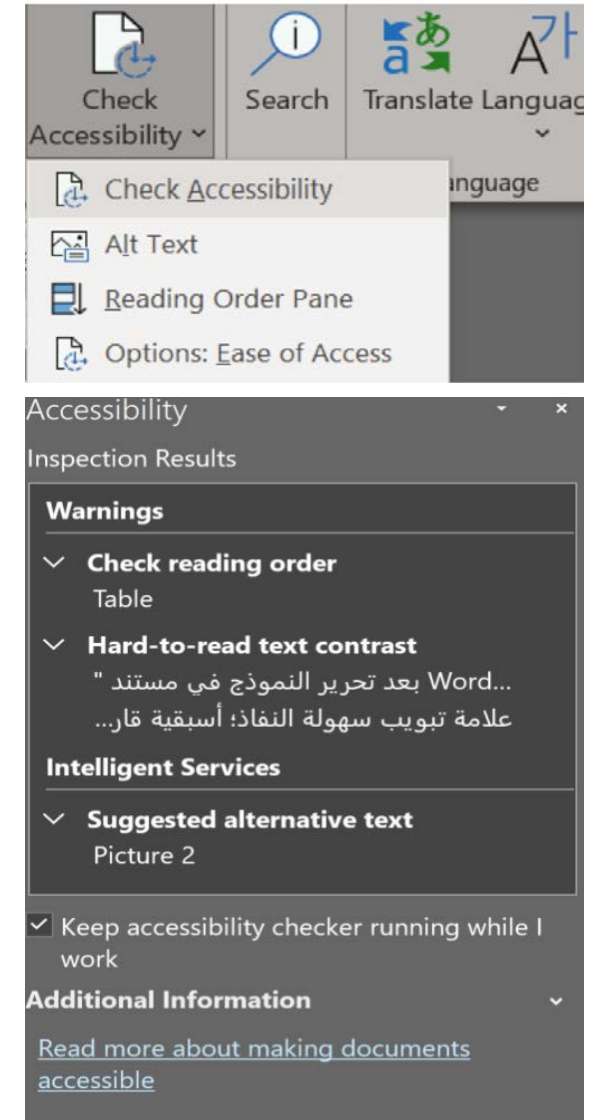 Check Accessibility
Search
Translate
Languag
anguage
Check Accessibility
Alt Text
Reading Order Pane
Options: Ease of Access
Accessibility
Inspection Results
Warnings
Check reading order
Table
Hard-to-read text contrast
" بعد تحرير النموذج في مستند Word...
علامة تبويب سهولة النفاذ؛ أسبقية قار...
Intelligent Services
Suggested alternative text
Picture 2
Keep accessibility checker running while I
work
Additional Information
Read more about making documents
accessible